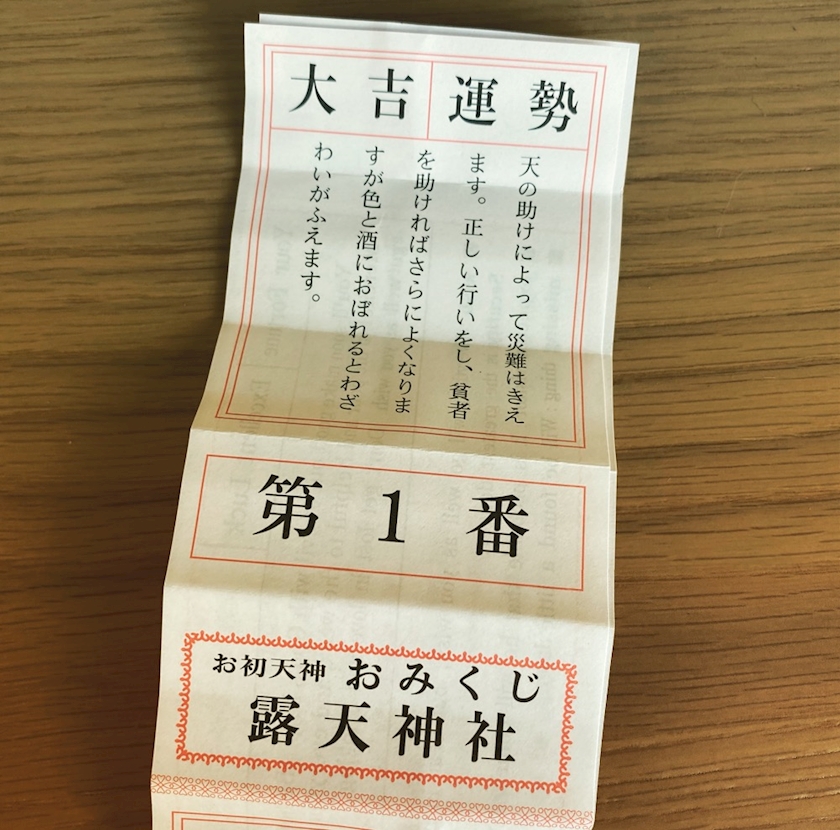 大吉 運勢
天の助けによって災難はきえ
ます。正しい行いをし、貧者
を助ければさらによくなりま
すが色と酒におぼれるとわざ
わいがふえます。
第1番
お初天神 おみくじ
露天神社